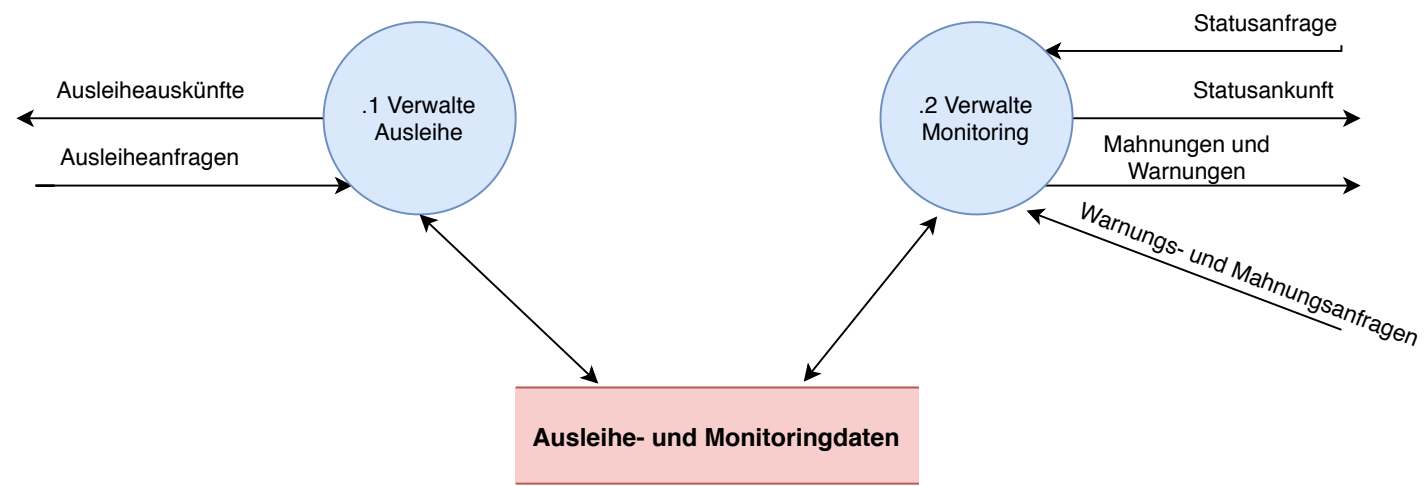 Statusanfrage
Ausleiheauskünfte
.1 Verwalte
Ausleihe
.2 Verwalte
Monitoring
Statusankunft
Ausleiheanfragen
Mahnungen und
Warnungen
Warnungs- und Mahnungsanfragen
Ausleihe- und Monitoringdaten